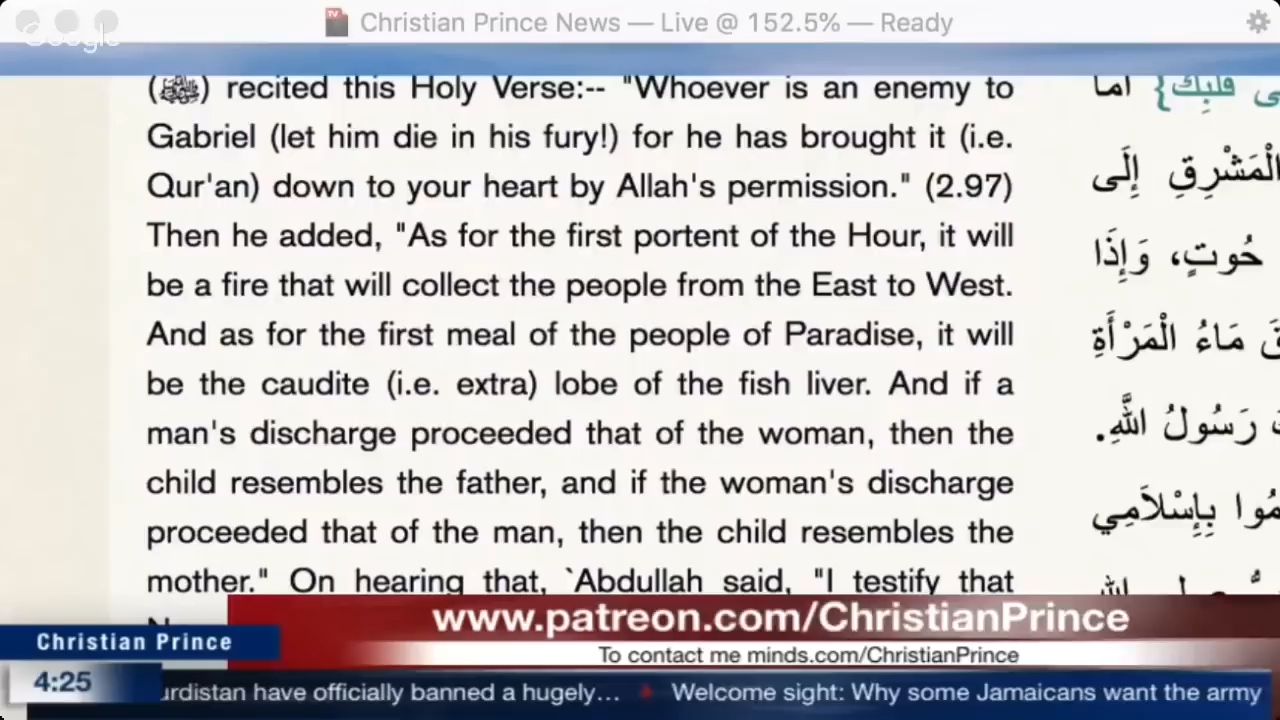 Christian Prince News — Live @ 152.5% — Ready
Google
(ﷺ) recited this Holy Verse:-- "Whoever is an enemy to
Gabriel (let him die in his fury!) for he has brought it (i.e.
Qur'an) down to your heart by Allah's permission." (2.97)
Then he added, "As for the first portent of the Hour, it will
be a fire that will collect the people from the East to West.
And as for the first meal of the people of Paradise, it will
be the caudite (i.e. extra) lobe of the fish liver. And if a
man's discharge proceeded that of the woman, then the
child resembles the father, and if the woman's discharge
proceeded that of the man, then the child resembles the
mother." On hearing that, `Abdullah said, "I testify that
قَلْبِكَ} أَمَّا
الْمَشْرِقِ إِلَى
حُوتٍ، وَإِذَا
مَاءُ الْمَرْأَةِ
رَسُولُ اللَّهِ.
بِإِسْلاَمِي
الله
www.patreon.com/ChristianPrince
To contact me minds.com/ChristianPrince
Christian Prince
4:25
urdistan have officially banned a hugely... Welcome sight: Why some Jamaicans want the army